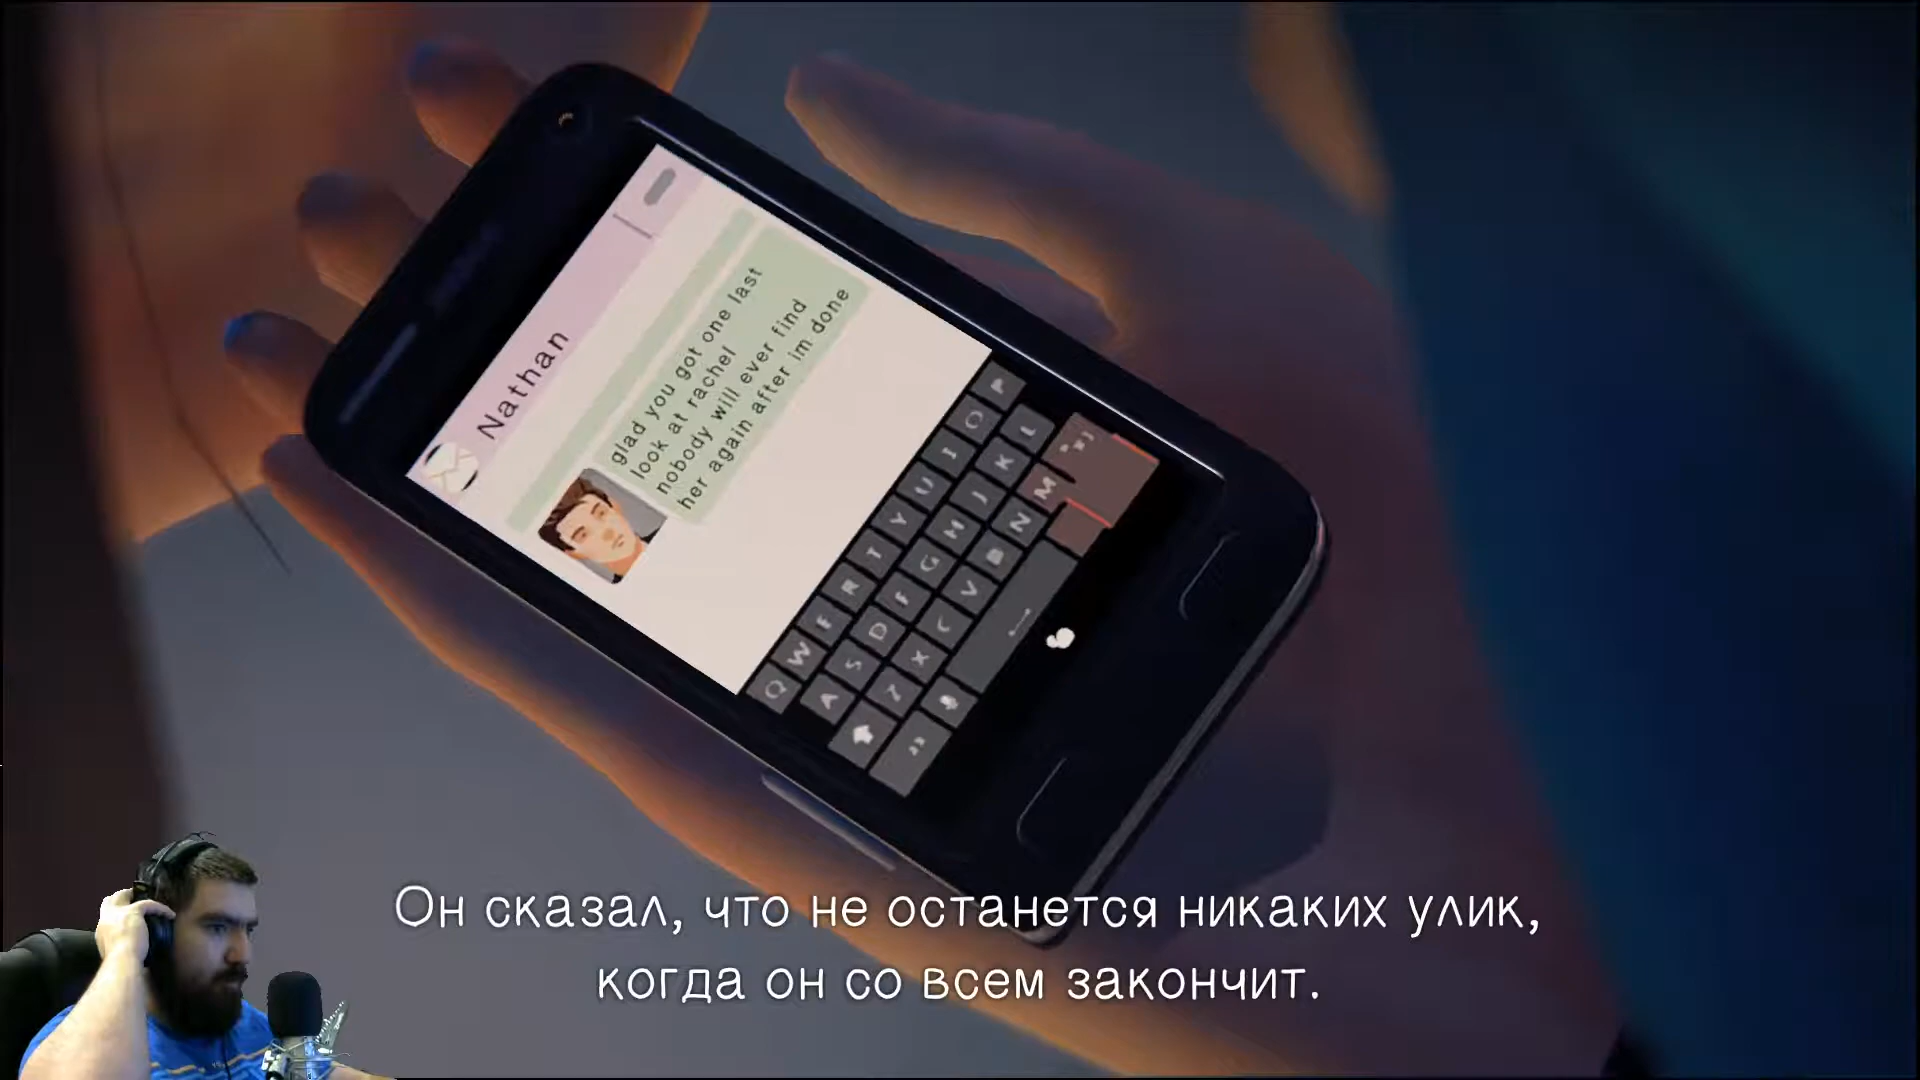 Nathan
glad you got one last
look at rachel
nobody will ever find
her again after im done
Q W E R T Y U I O P
A S D F G H J K L
Z X C V B N M
Он сказал, что не останется никаких улик,
когда он со всем закончит.